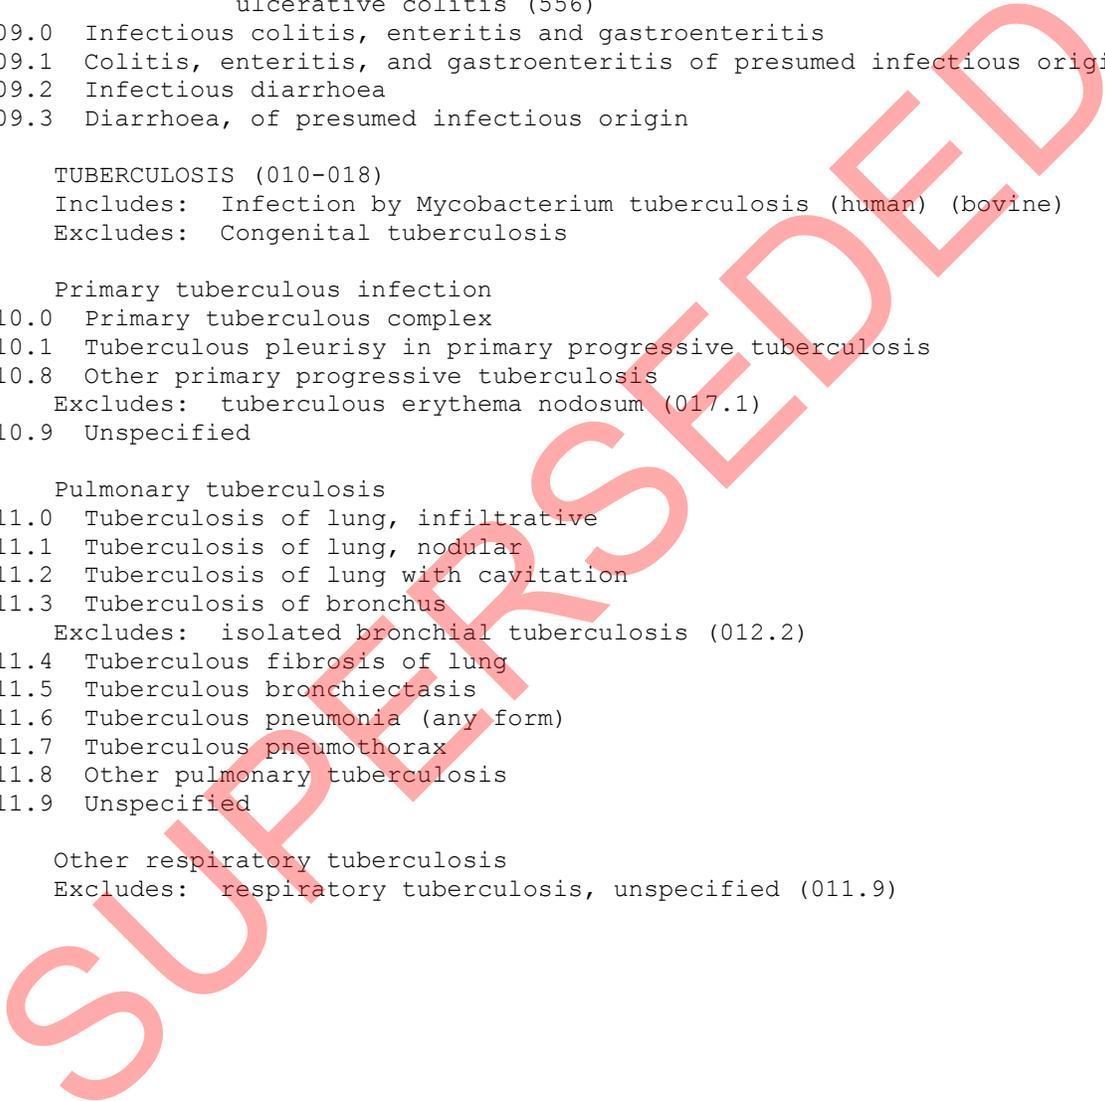 ulcerative colitis (556)
09.0 Infectious colitis, enteritis and gastroenteritis
09.1 Colitis, enteritis, and gastroenteritis of presumed infectious origi
09.2 Infectious diarrhoea
09.3 Diarrhoea, of presumed infectious origin
TUBERCULOSIS (010-018)
Includes: Infection by Mycobacterium tuberculosis (human) (bovine)
Excludes: Congenital tuberculosis
Primary tuberculous infection
10.0 Primary tuberculous complex
10.1 Tuberculous pleurisy in primary progressive tuberculosis
10.8 Other primary progressive tuberculosis
Excludes: tuberculous erythema nodosum (017.1)
10.9 Unspecified
Pulmonary tuberculosis
11.0 Tuberculosis of lung, infiltrative
11.1 Tuberculosis of lung, nodular
11.2 Tuberculosis of lung with cavitation
11.3 Tuberculosis of bronchus
Excludes: isolated bronchial tuberculosis (012.2)
11.4 Tuberculous fibrosis of lung
11.5 Tuberculous bronchiectasis
11.6 Tuberculous pneumonia (any form)
11.7 Tuberculous pneumothorax
11.8 Other pulmonary tuberculosis
11.9 Unspecified
Other respiratory tuberculosis
Excludes: respiratory tuberculosis, unspecified (011.9)
SUPERSEDED